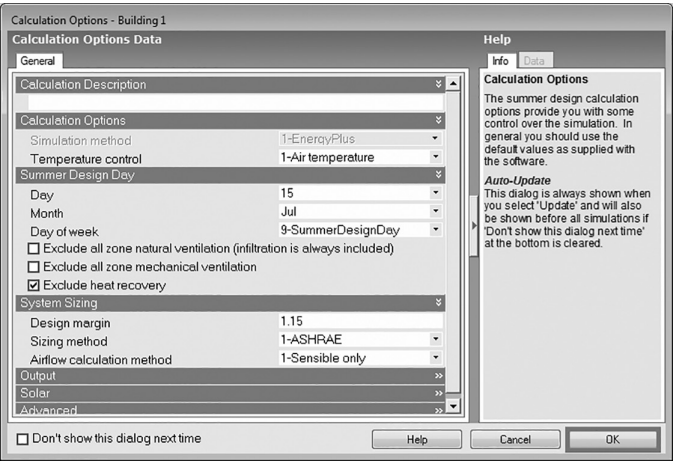 Calculation Options - Building 1
Calculation Options Data
General
Calculation Description
Calculation Options
Simulation method 1-EnergyPlus
Temperature control 1-Air temperature
Summer Design Day
Day 15
Month Jul
Day of week 9-SummerDesignDay
Exclude all zone natural ventilation (infiltration is always included)
Exclude all zone mechanical ventilation
Exclude heat recovery
System Sizing
Design margin 1.15
Sizing method 1-ASHRAE
Airflow calculation method 1-Sensible only
Output
Solar
Advanced
Don't show this dialog next time
Help
Info Data
Calculation Options
The summer design calculation
options provide you with some
control over the simulation. In
general you should use the
default values as supplied with
the software.
Auto-Update
This dialog is always shown when
you select 'Update' and will also
be shown before all simulations if
'Don't show this dialog next time'
at the bottom is cleared.
Help Cancel OK